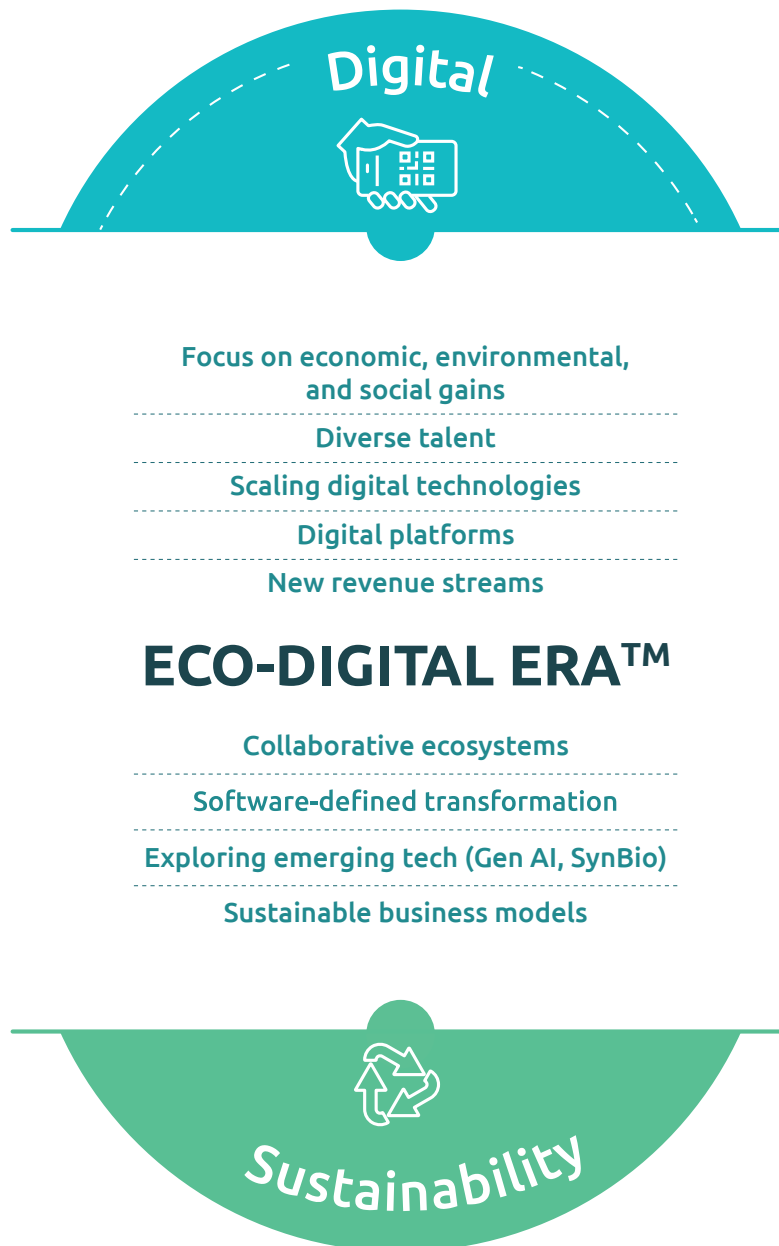 Digital
Focus on economic, environmental,
and social gains
Diverse talent
Scaling digital technologies
Digital platforms
New revenue streams
ECO-DIGITAL ERA™
Collaborative ecosystems
Software-defined transformation
Exploring emerging tech (Gen AI, SynBio)
Sustainable business models
Sustainability